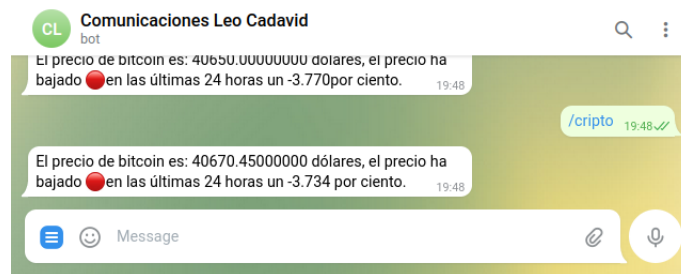 CL
Comunicaciones Leo Cadavid
bot
El precio de bitcoin es: 40650.00000000 dólares, el precio ha
bajado 🔴en las últimas 24 horas un -3.770por ciento.
19:48
/cripto
19:48
El precio de bitcoin es: 40670.45000000 dólares, el precio ha
bajado 🔴en las últimas 24 horas un -3.734 por ciento.
19:48
Message